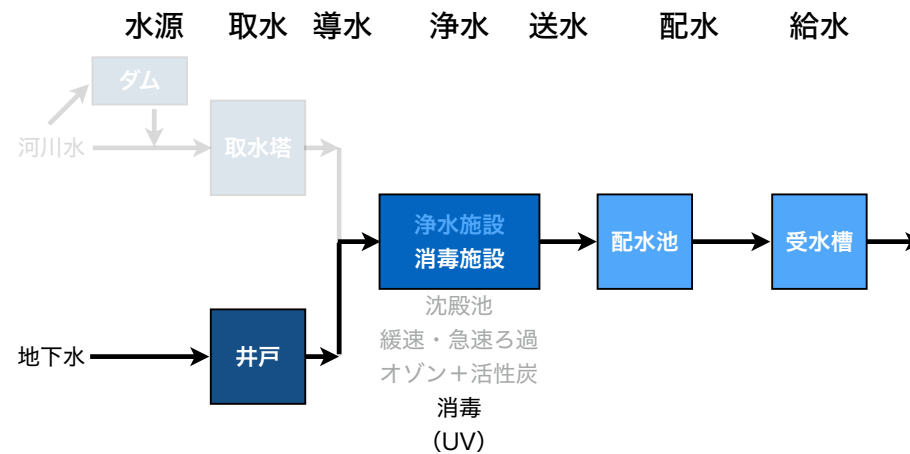 水源 取水 導水 浄水 送水 配水 給水
ダム
河川水
取水塔
浄水施設
消毒施設
配水池
受水槽
沈殿池
緩速・急速ろ過
オゾン＋活性炭
消毒
（UV）
地下水
井戸